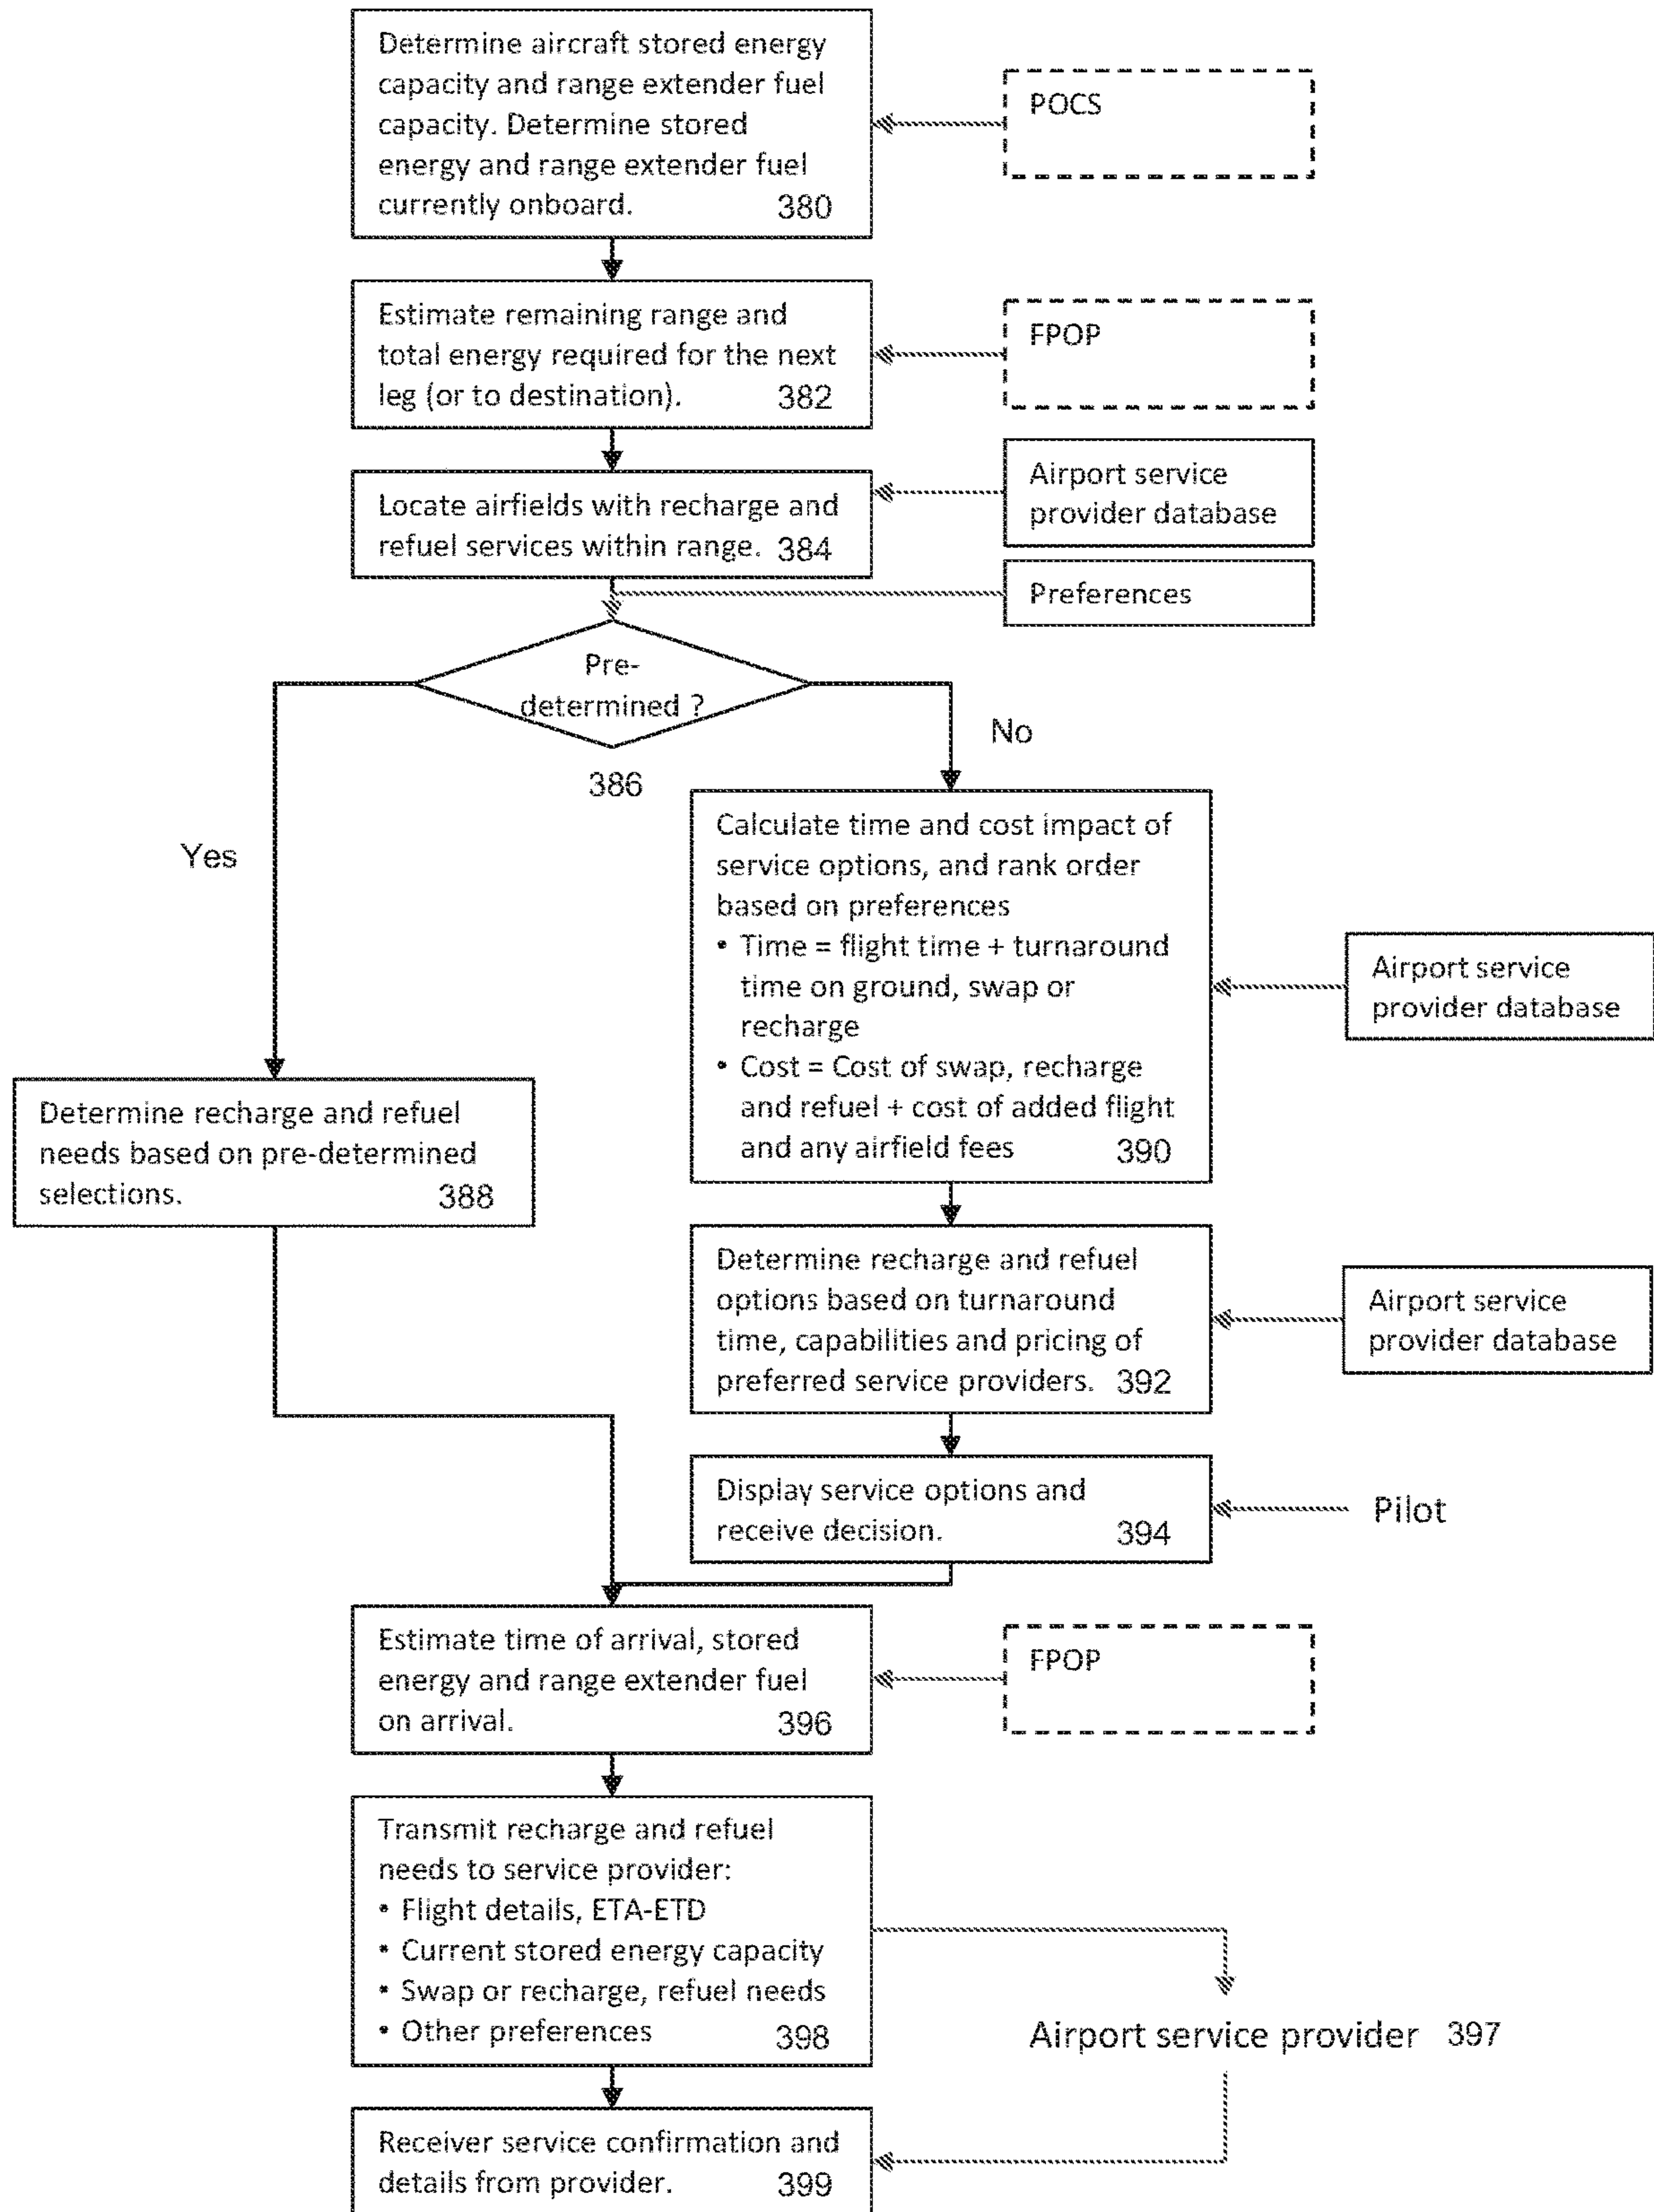 Determine aircraft stored energy
capacity and range extender fuel
capacity. Determine stored
energy and range extender fuel
currently onboard. 380
POCS
Estimate remaining range and
total energy required for the next
leg (or to destination). 382
FPOP
Locate airfields with recharge and
refuel services within range. 384
Airport service
provider database
Preferences
Pre-
determined ?
386
Yes
No
Calculate time and cost impact of
service options, and rank order
based on preferences
• Time = flight time + turnaround
time on ground, swap or
recharge
• Cost = Cost of swap, recharge
and refuel + cost of added flight
and any airfield fees 390
Airport service
provider database
Determine recharge and refuel
needs based on pre-determined
selections. 388
Determine recharge and refuel
options based on turnaround
time, capabilities and pricing of
preferred service providers. 392
Airport service
provider database
Display service options and
receive decision. 394
Pilot
Estimate time of arrival, stored
energy and range extender fuel
on arrival. 396
FPOP
Transmit recharge and refuel
needs to service provider:
• Flight details, ETA-ETD
• Current stored energy capacity
• Swap or recharge, refuel needs
• Other preferences 398
Airport service provider 397
Receiver service confirmation and
details from provider. 399